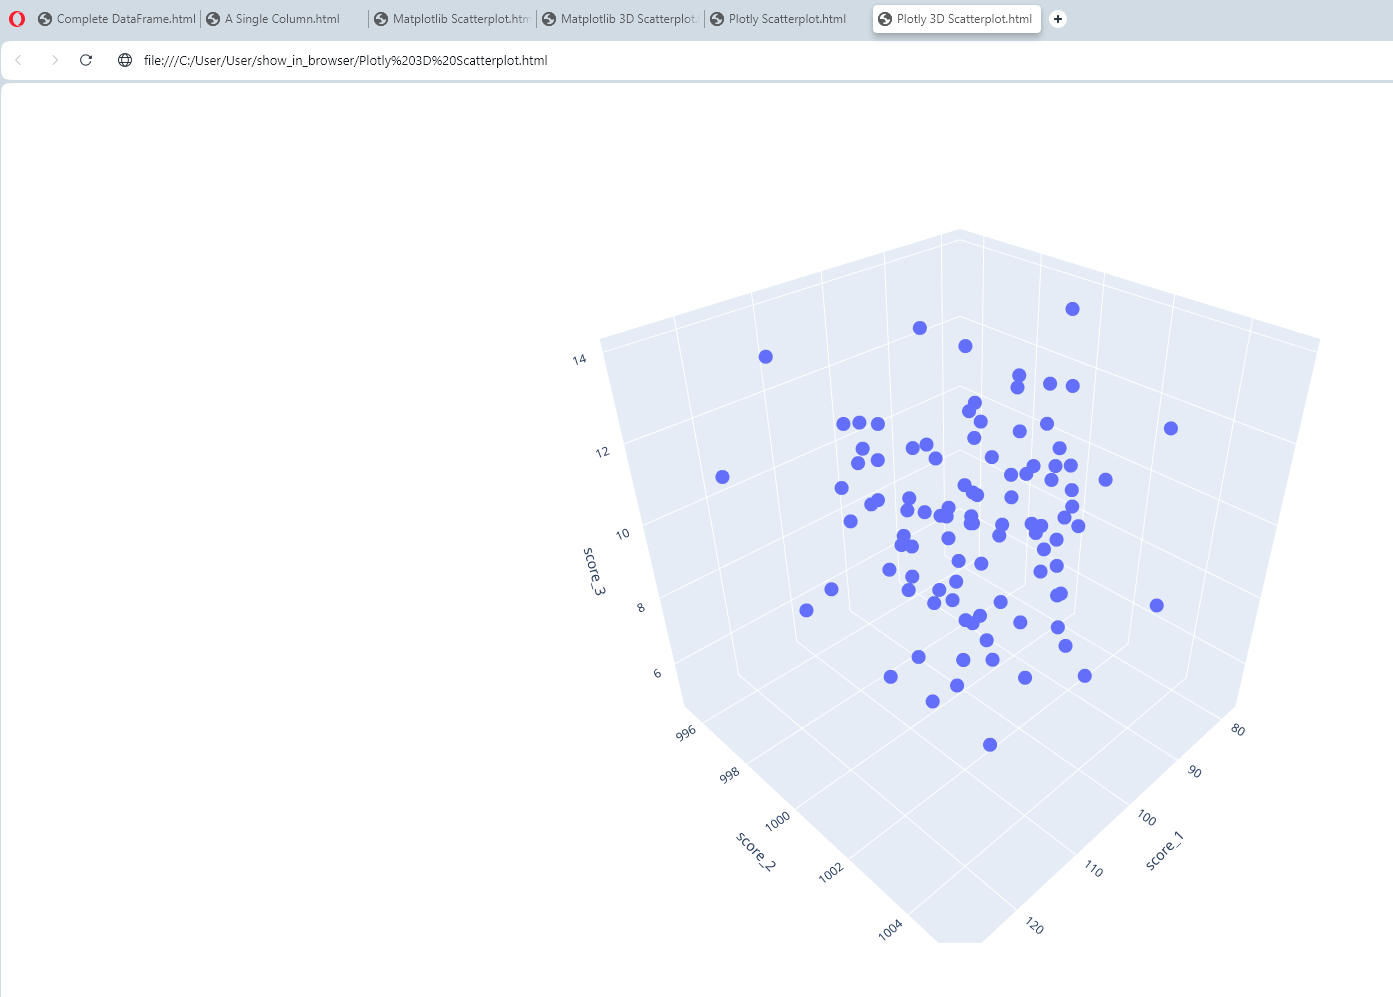 Complete DataFrame.html
A Single Column.html
Matplotlib Scatterplot.htm
Matplotlib 3D Scatterplot.
Plotly Scatterplot.html
Plotly 3D Scatterplot.html
file:///C:/User/User/show_in_browser/Plotly%203D%20Scatterplot.html
14
12
10
8
6
score_3
996
998
1000
1002
1004
score_2
80
90
100
110
120
score_1